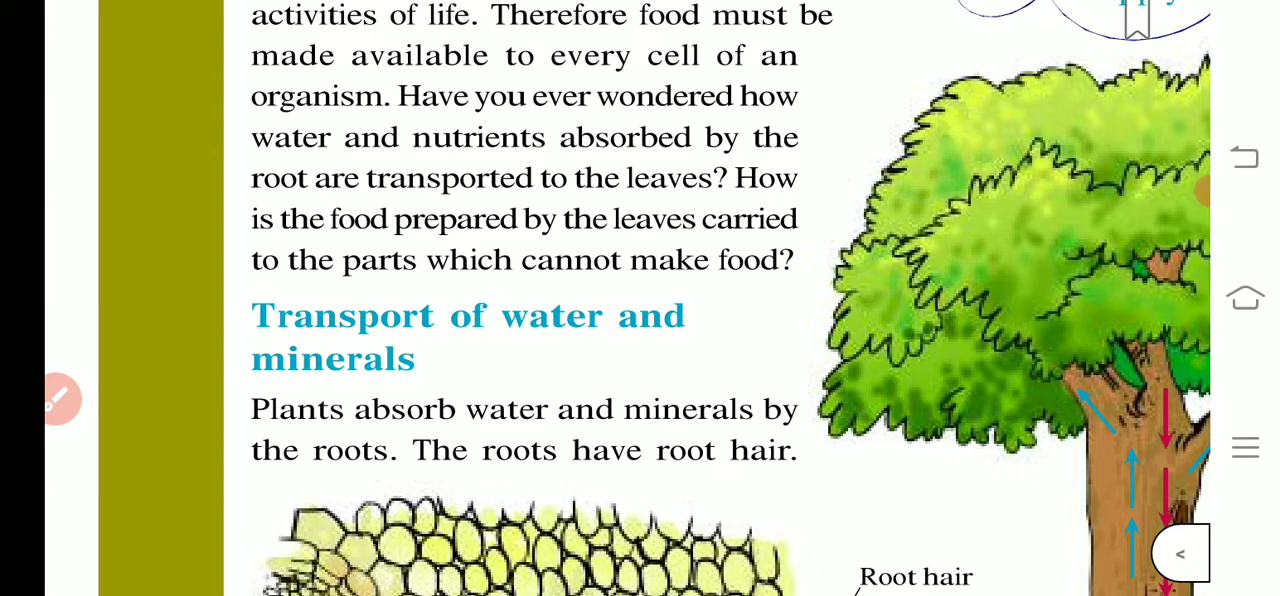 activities of life. Therefore food must be
made available to every cell of an
organism. Have you ever wondered how
water and nutrients absorbed by the
root are transported to the leaves? How
is the food prepared by the leaves carried
to the parts which cannot make food?
Transport of water and
minerals
Plants absorb water and minerals by
the roots. The roots have root hair.
Root hair